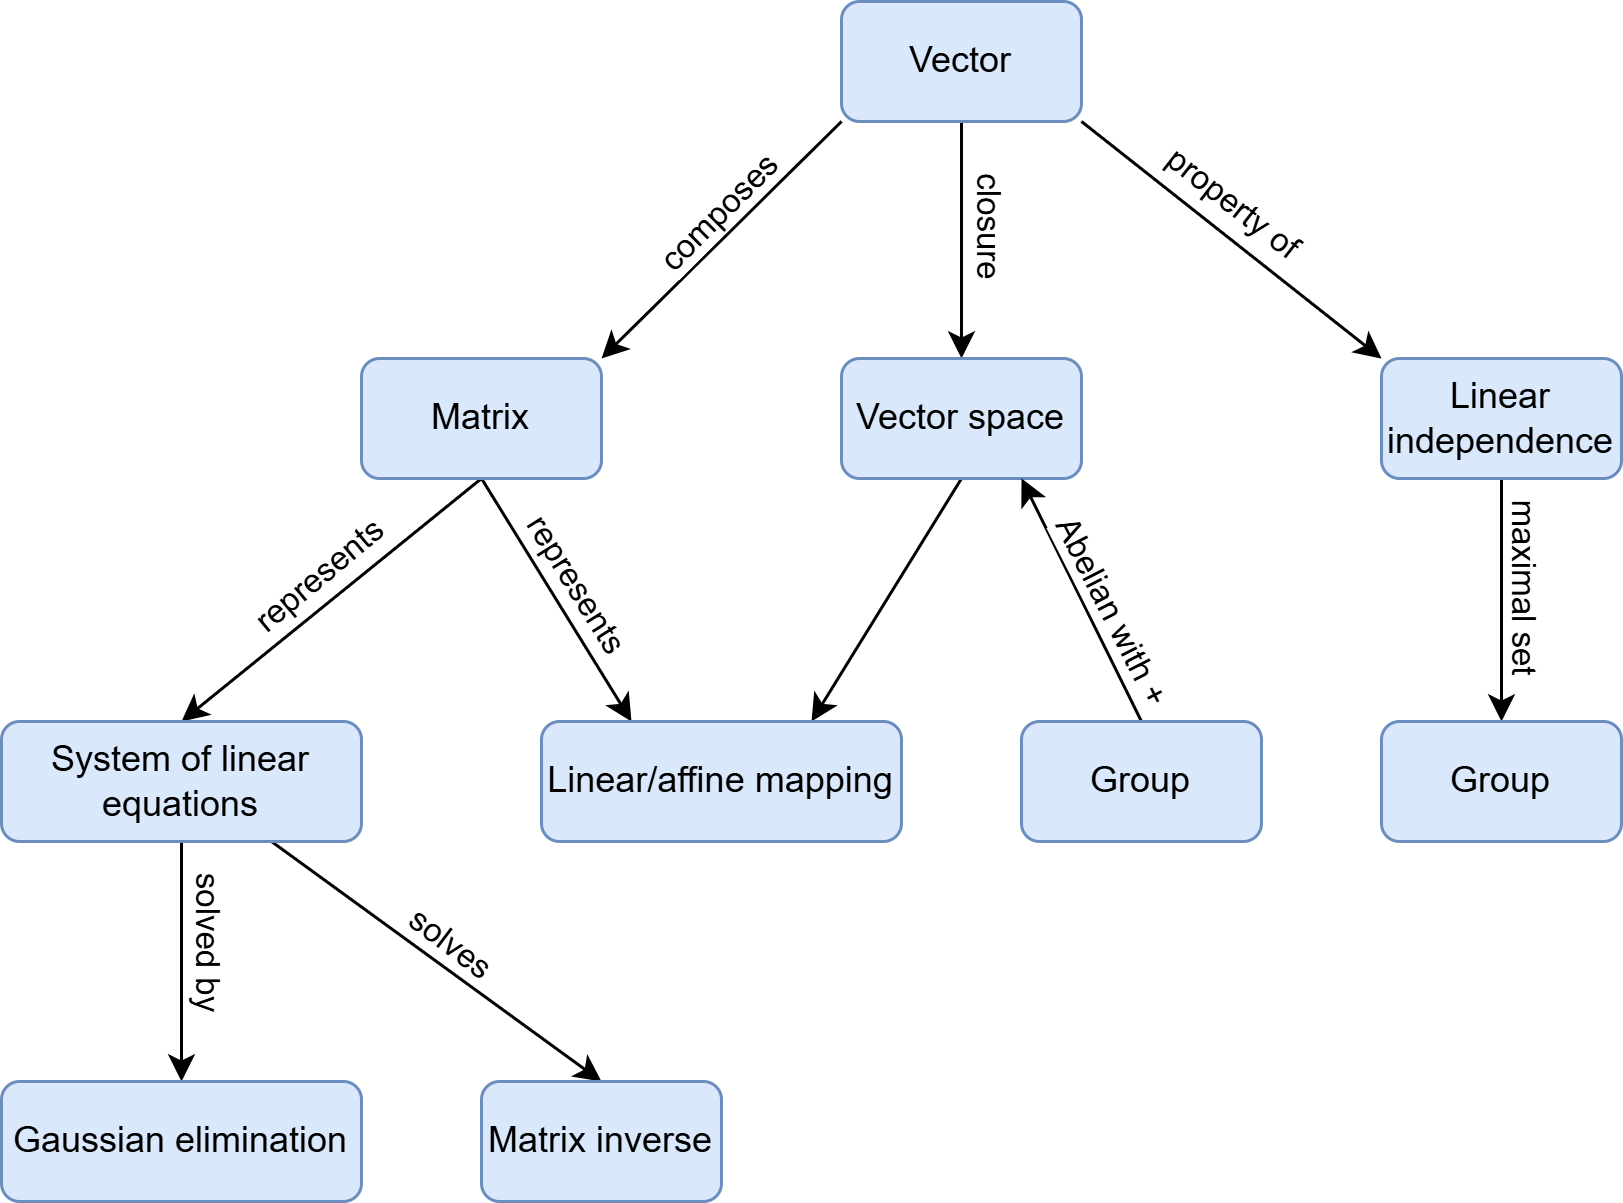 Vector
composes
closure
property of
Matrix
Vector space
Linear
independence
represents
represents
Abelian with +
maximal set
System of linear
equations
Linear/affine mapping
Group
Group
solved by
solves
Gaussian elimination
Matrix inverse